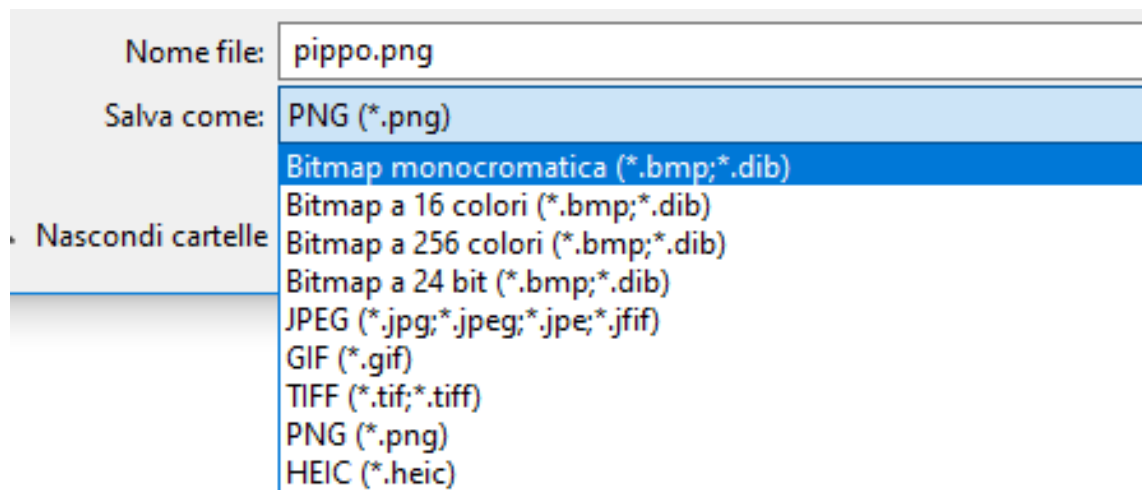 Nome file: pippo.png
Salva come: PNG (*.png)
Bitmap monocromatica (*.bmp;*.dib)
Bitmap a 16 colori (*.bmp;*.dib)
Nascondi cartelle
Bitmap a 256 colori (*.bmp;*.dib)
Bitmap a 24 bit (*.bmp;*.dib)
JPEG (*.jpg;*.jpeg;*.jpe;*.jfif)
GIF (*.gif)
TIFF (*.tif;*.tiff)
PNG (*.png)
HEIC (*.heic)